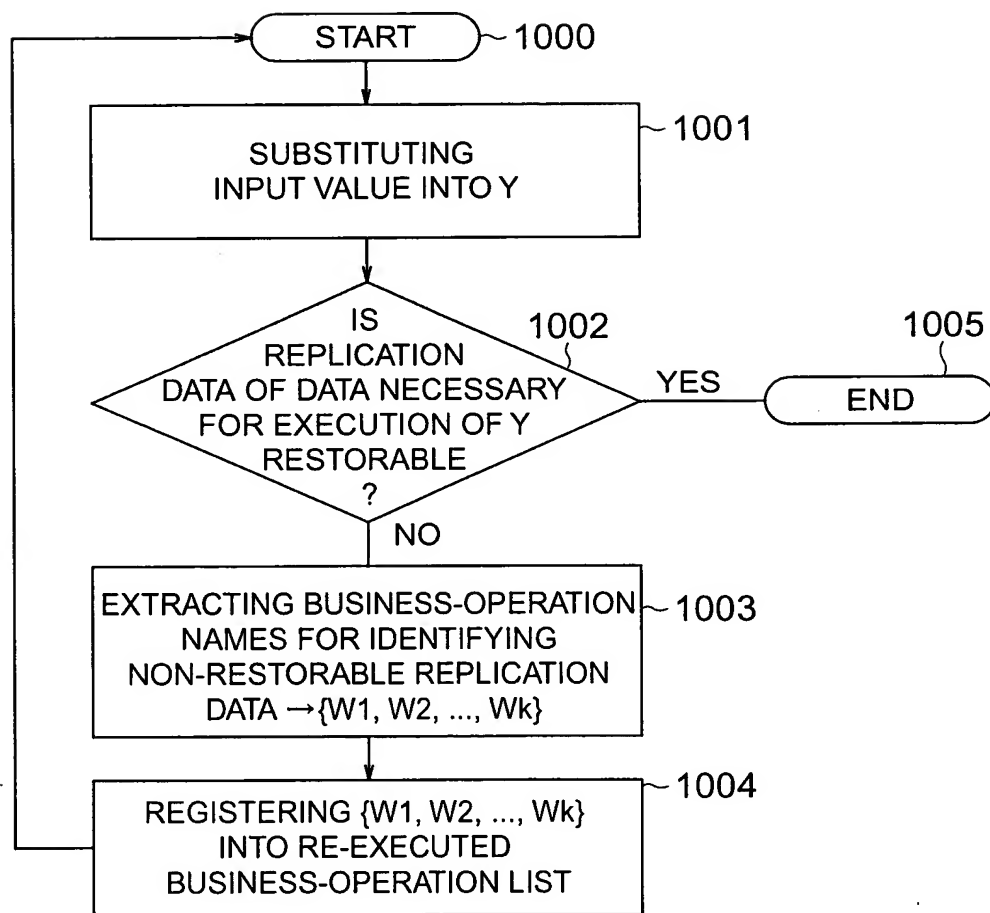 START
1000
1001
SUBSTITUTING
INPUT VALUE INTO Y
IS
REPLICATION
DATA OF DATA NECESSARY
FOR EXECUTION OF Y
RESTORABLE
?
1002
YES
1005
END
NO
EXTRACTING BUSINESS-OPERATION
NAMES FOR IDENTIFYING
NON-RESTORABLE REPLICATION
DATA →{W1, W2, ..., Wk}
1003
REGISTERING {W1, W2, ..., Wk}
INTO RE-EXECUTED
BUSINESS-OPERATION LIST
1004